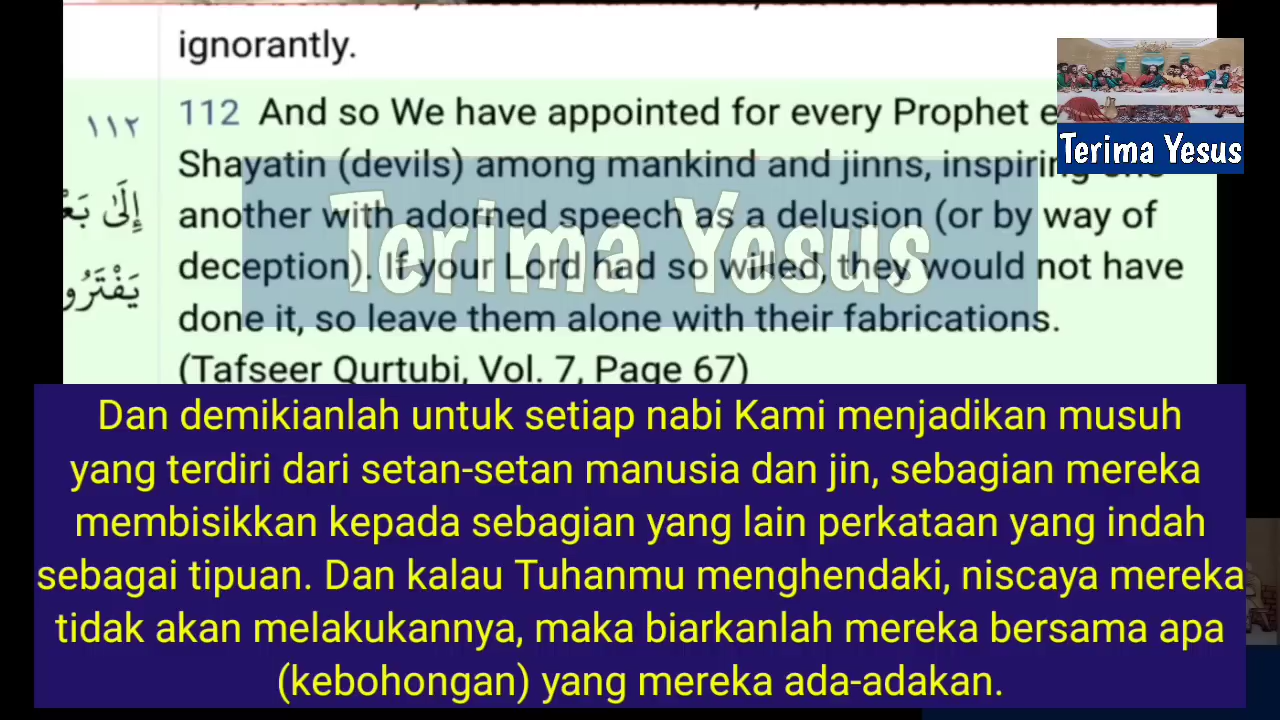 ignorantly.
112 And so We have appointed for every Prophet
١١٢
Shayatin (devils) among mankind and jinns, inspiring one
إِلَىٰ
another with adorned speech as a delusion (or by way of
deception). If your Lord had so willed, they would not have
done it, so leave them alone with their fabrications.
(Tafseer Qurtubi, Vol. 7, Page 67)
Terima Yesus
Terima Yesus
Dan demikianlah untuk setiap nabi Kami menjadikan musuh
yang terdiri dari setan-setan manusia dan jin, sebagian mereka
membisikkan kepada sebagian yang lain perkataan yang indah
sebagai tipuan. Dan kalau Tuhanmu menghendaki, niscaya mereka
tidak akan melakukannya, maka biarkanlah mereka bersama apa
(kebohongan) yang mereka ada-adakan.